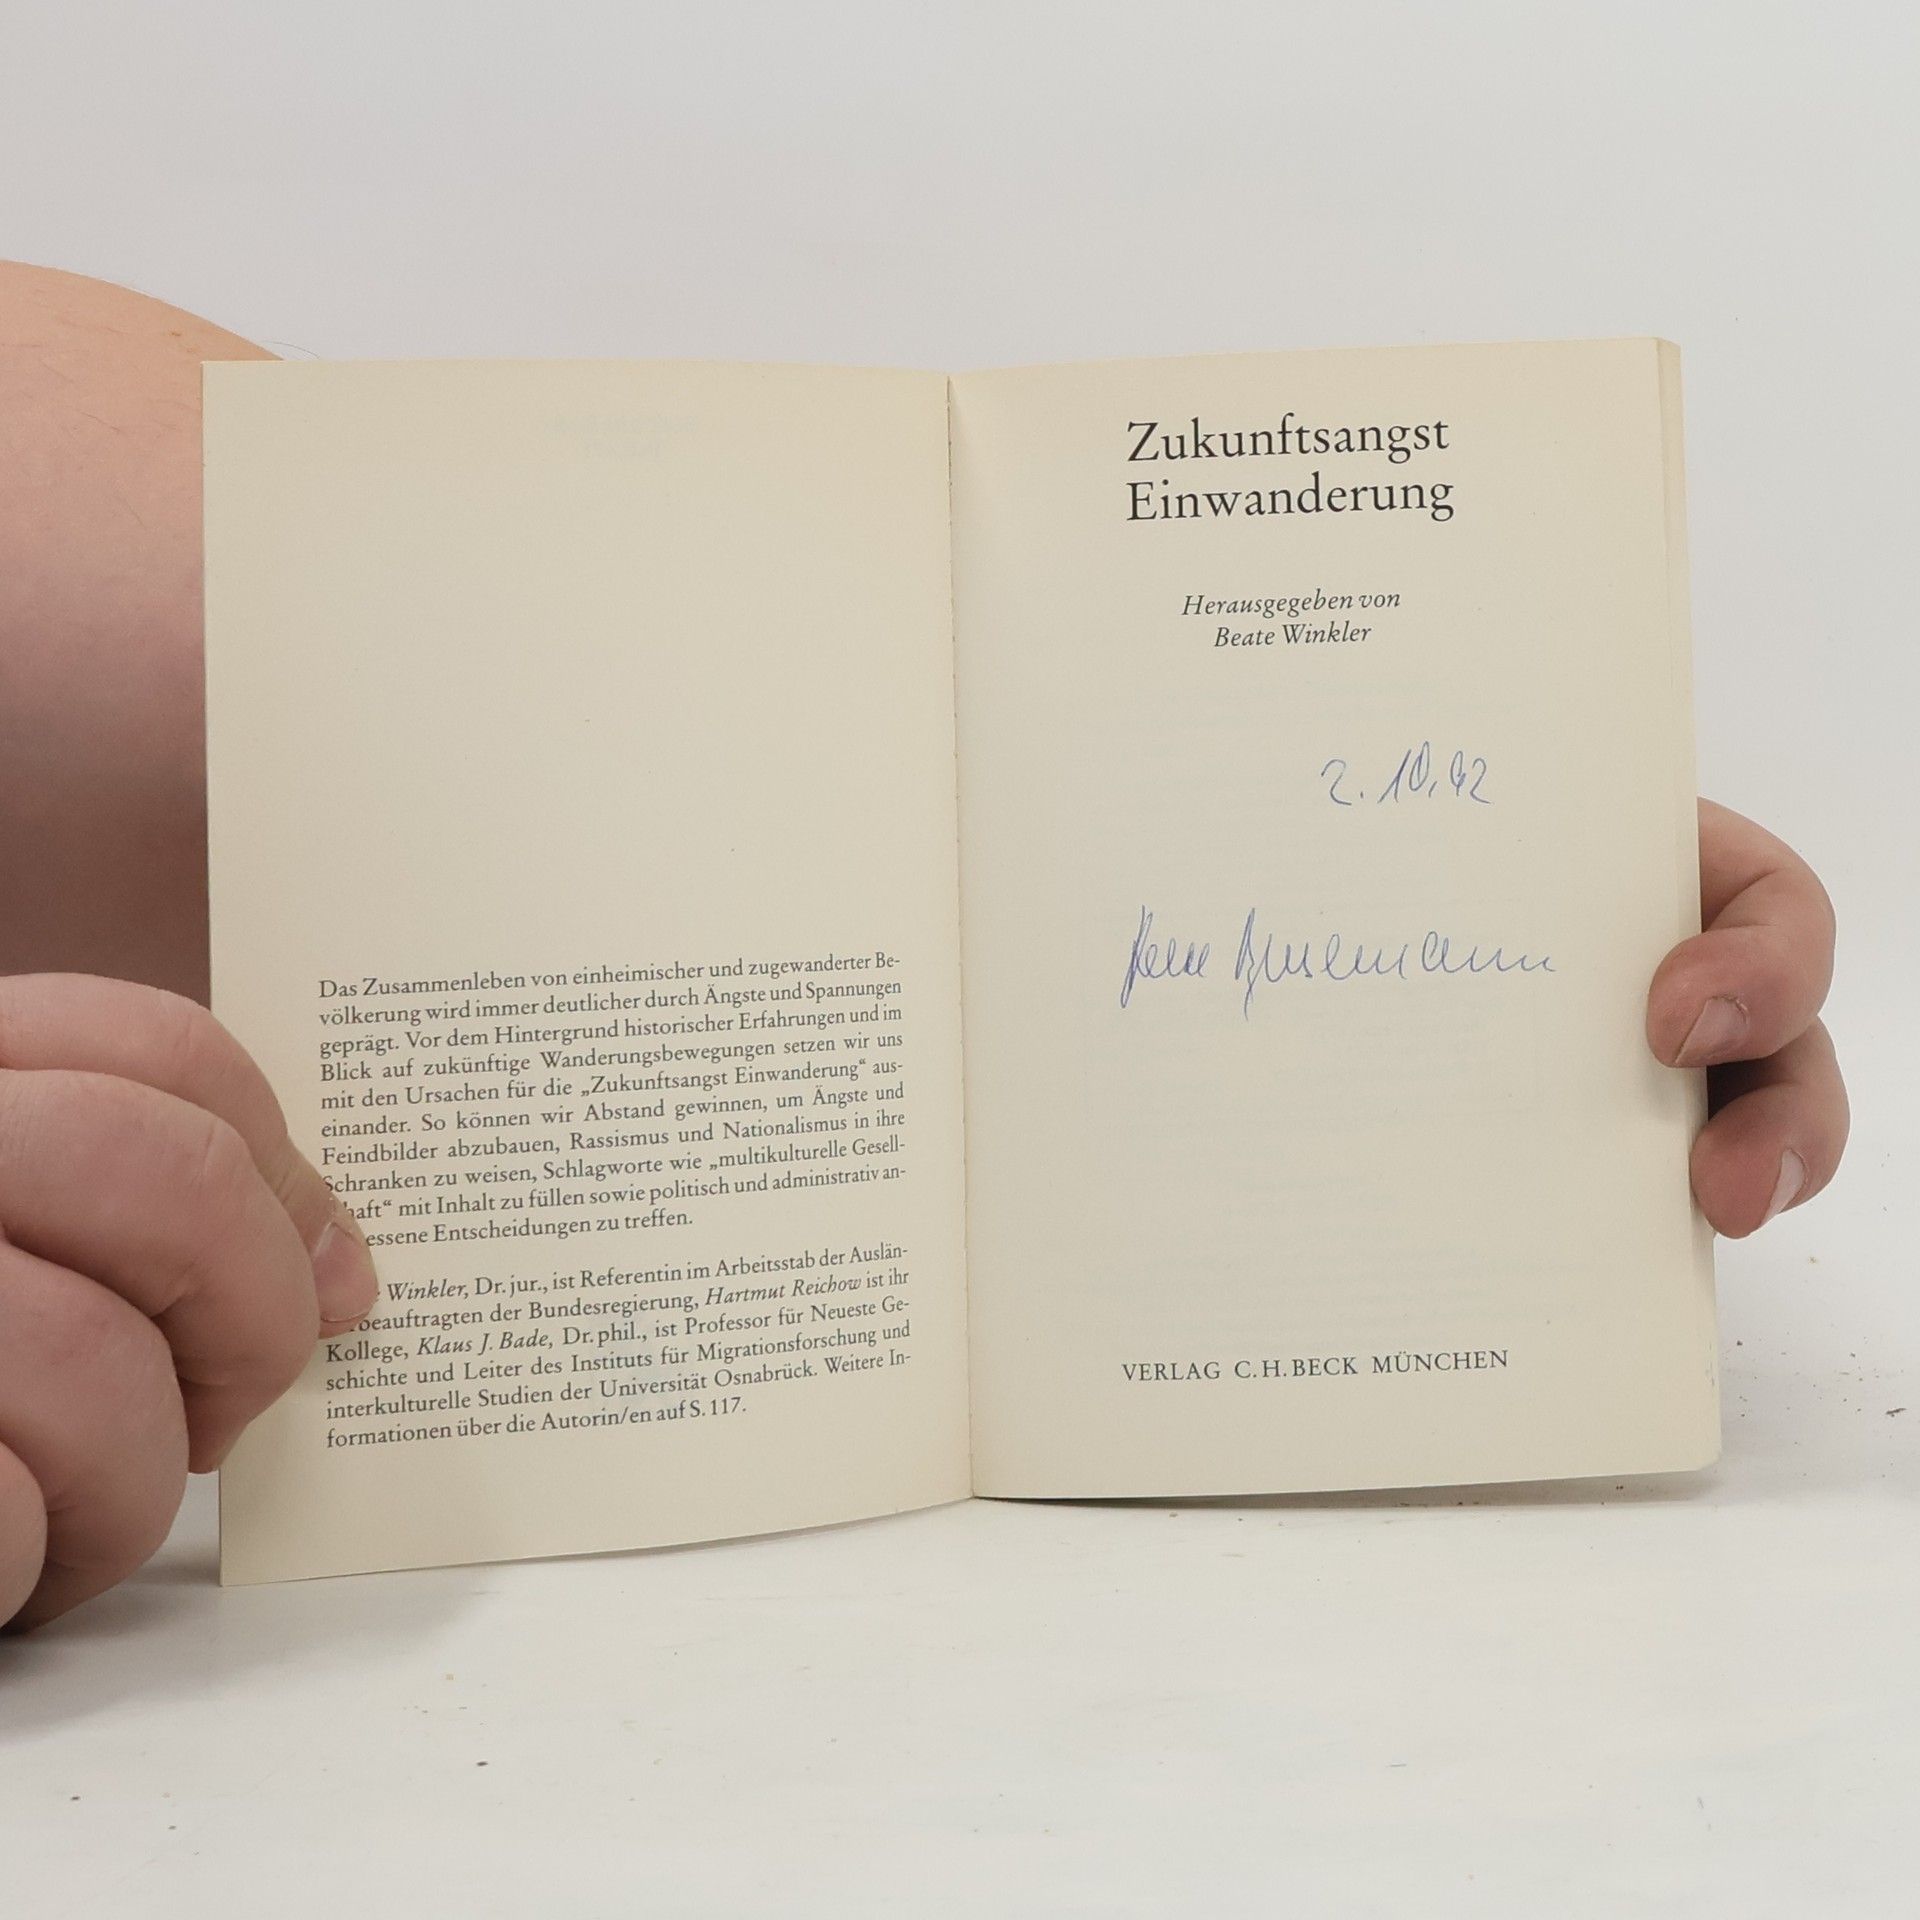 Das Zusammenleben von einheimischer und zugewanderter Be-
völkerung wird immer deutlicher durch Ängste und Spannungen
geprägt. Vor dem Hintergrund historischer Erfahrungen und im
Blick auf zukünftige Wanderungsbewegungen setzen wir uns
mit den Ursachen für die „Zukunftsangst Einwanderung“ aus-
einander. So können wir Abstand gewinnen, um Ängste und
Feindbilder abzubauen, Rassismus und Nationalismus in ihre
Schranken zu weisen, Schlagworte wie „multikulturelle Gesell-
haft“ mit Inhalt zu füllen sowie politisch und administrativ an-
essene Entscheidungen zu treffen.
Winkler, Dr. jur., ist Referentin im Arbeitsstab der Auslän-
beauftragten der Bundesregierung, Hartmut Reichow ist ihr
Kollege, Klaus J. Bade, Dr. phil., ist Professor für Neueste Ge-
schichte und Leiter des Instituts für Migrationsforschung und
interkulturelle Studien der Universität Osnabrück. Weitere In-
formationen über die Autorin/en auf S. 117.
Zukunftsangst
Einwanderung
Herausgegeben von
Beate Winkler
2. 10. 92
VERLAG C. H. BECK MÜNCHEN